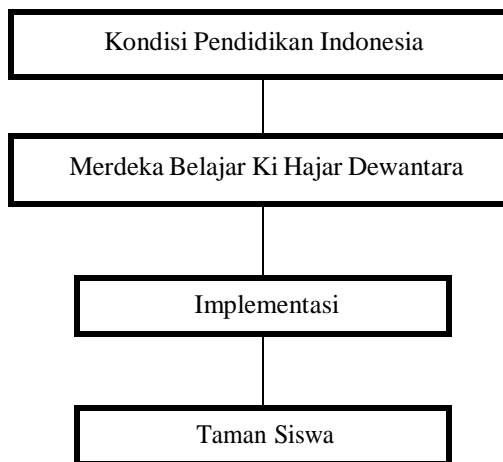 Kondisi Pendidikan Indonesia
Merdeka Belajar Ki Hajar Dewantara
Implementasi
Taman Siswa